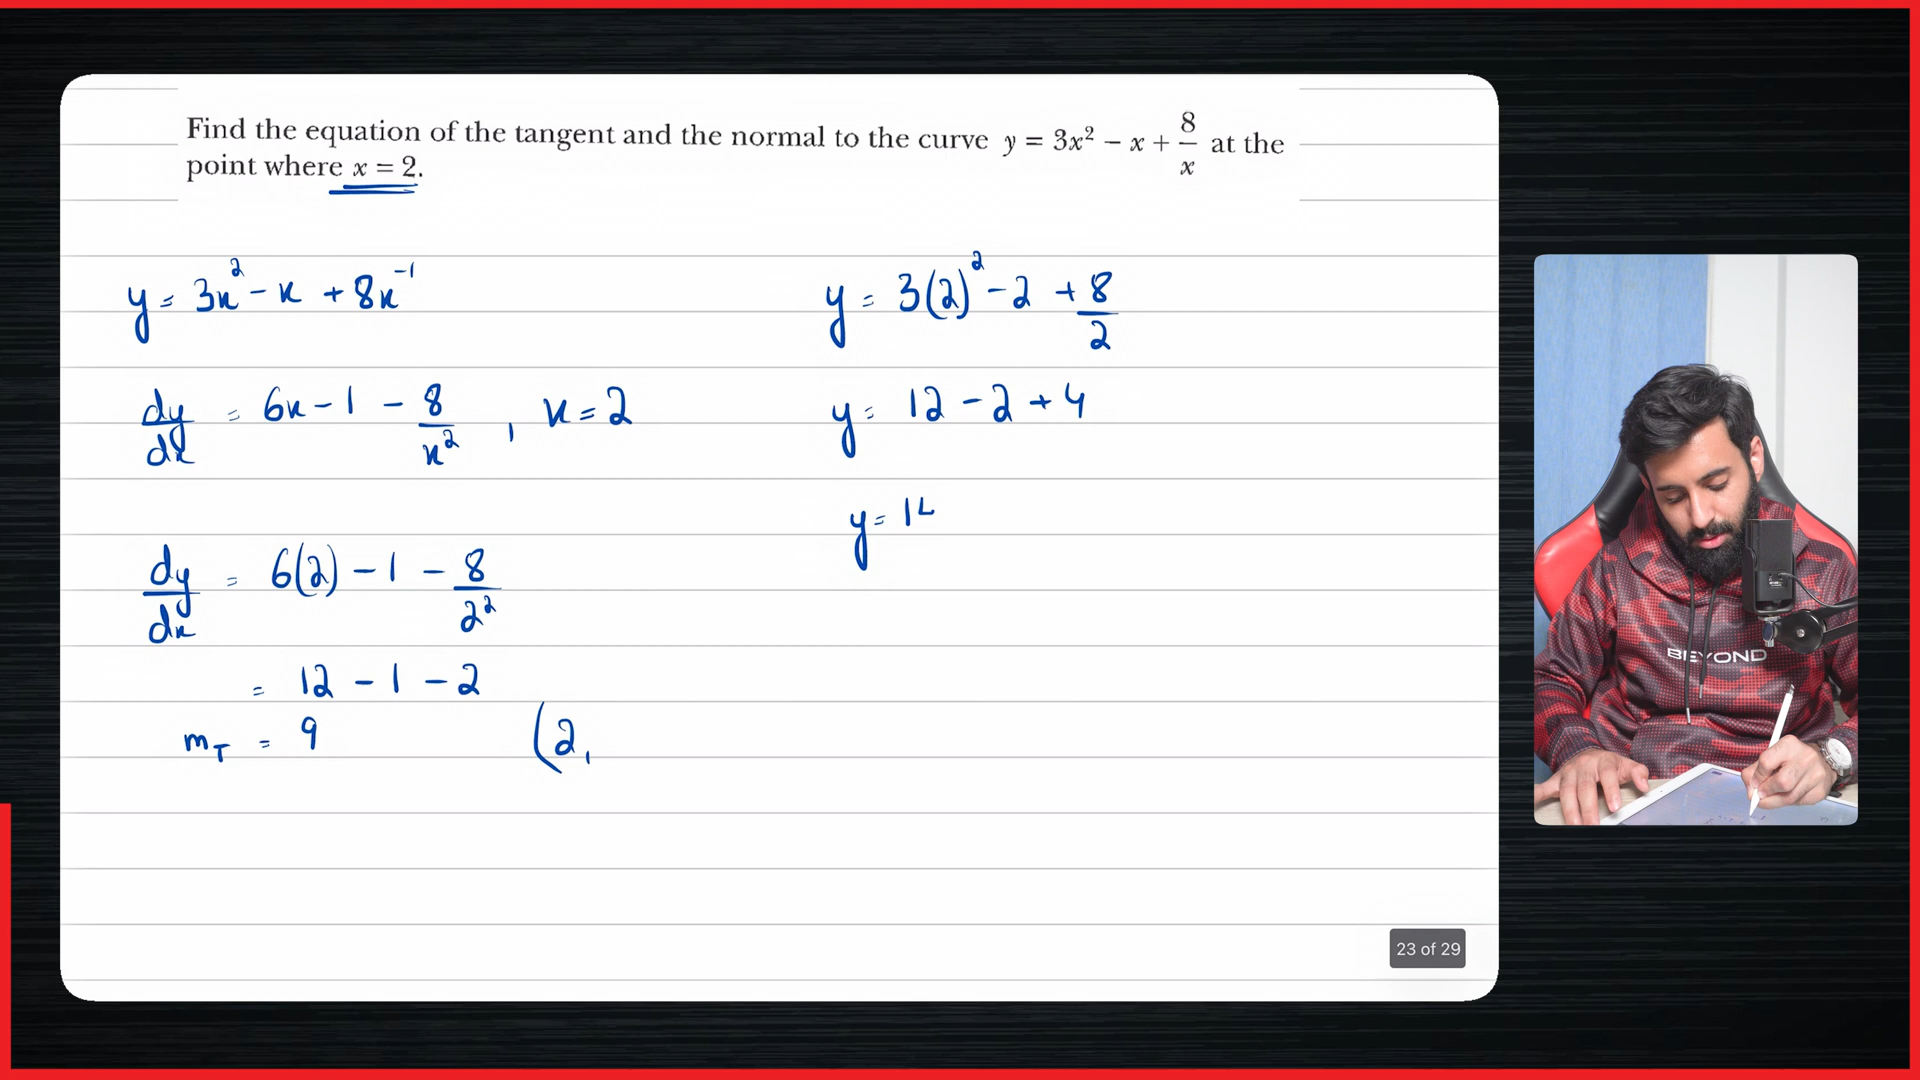 Find the equation of the tangent and the normal to the curve y = 3x² − x + 8/x at the
point where x = 2.
y = 3x² - x + 8x⁻¹
dy/dx = 6x - 1 - 8/x² , x = 2
dy/dx = 6(2) - 1 - 8/2²
= 12 - 1 - 2
m_T = 9
(2,
y = 3(2)² - 2 + 8/2
y = 12 - 2 + 4
y = 14
BEYOND
23 of 29